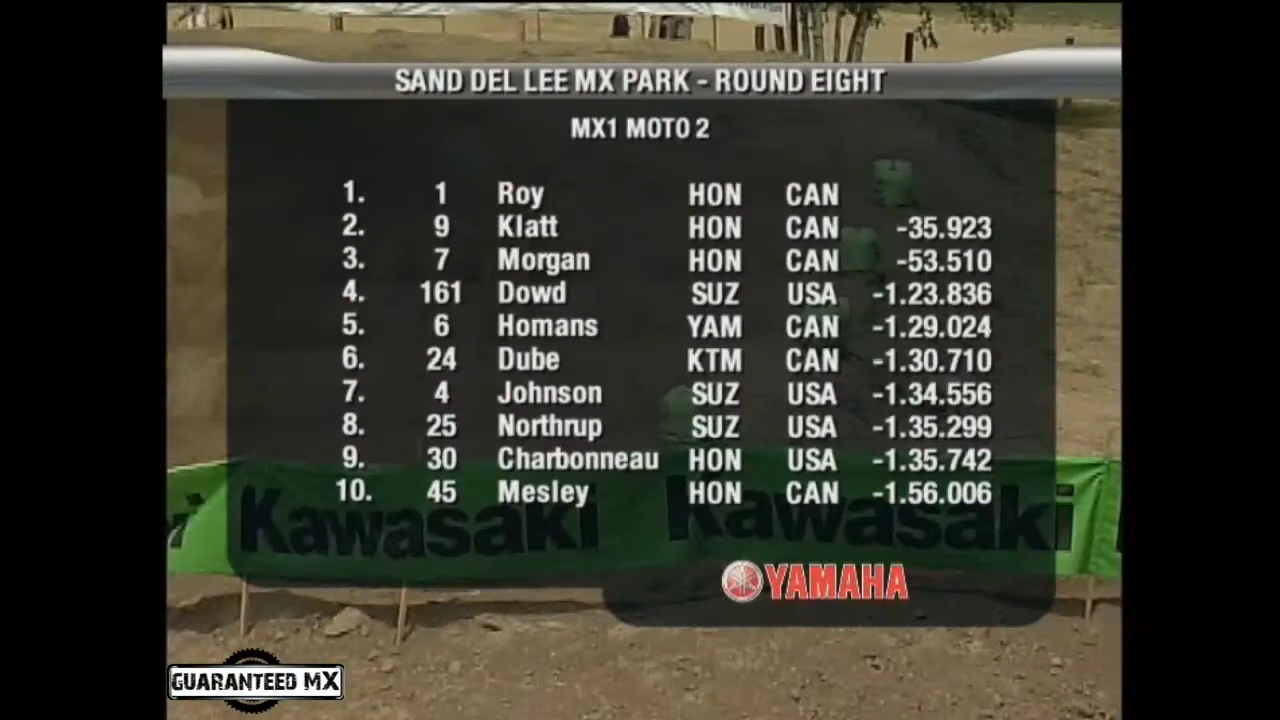 SAND DEL LEE MX PARK - ROUND EIGHT
MX1 MOTO 2
1. 1 Roy HON CAN
2. 9 Klatt HON CAN -35.923
3. 7 Morgan HON CAN -53.510
4. 161 Dowd SUZ USA -1.23.836
5. 6 Homans YAM CAN -1.29.024
6. 24 Dube KTM CAN -1.30.710
7. 4 Johnson SUZ USA -1.34.556
8. 25 Northrup SUZ USA -1.35.299
9. 30 Charbonneau HON USA -1.35.742
10. 45 Mesley HON CAN -1.56.006
Kawasaki Kawasaki
YAMAHA
GUARANTEED MX